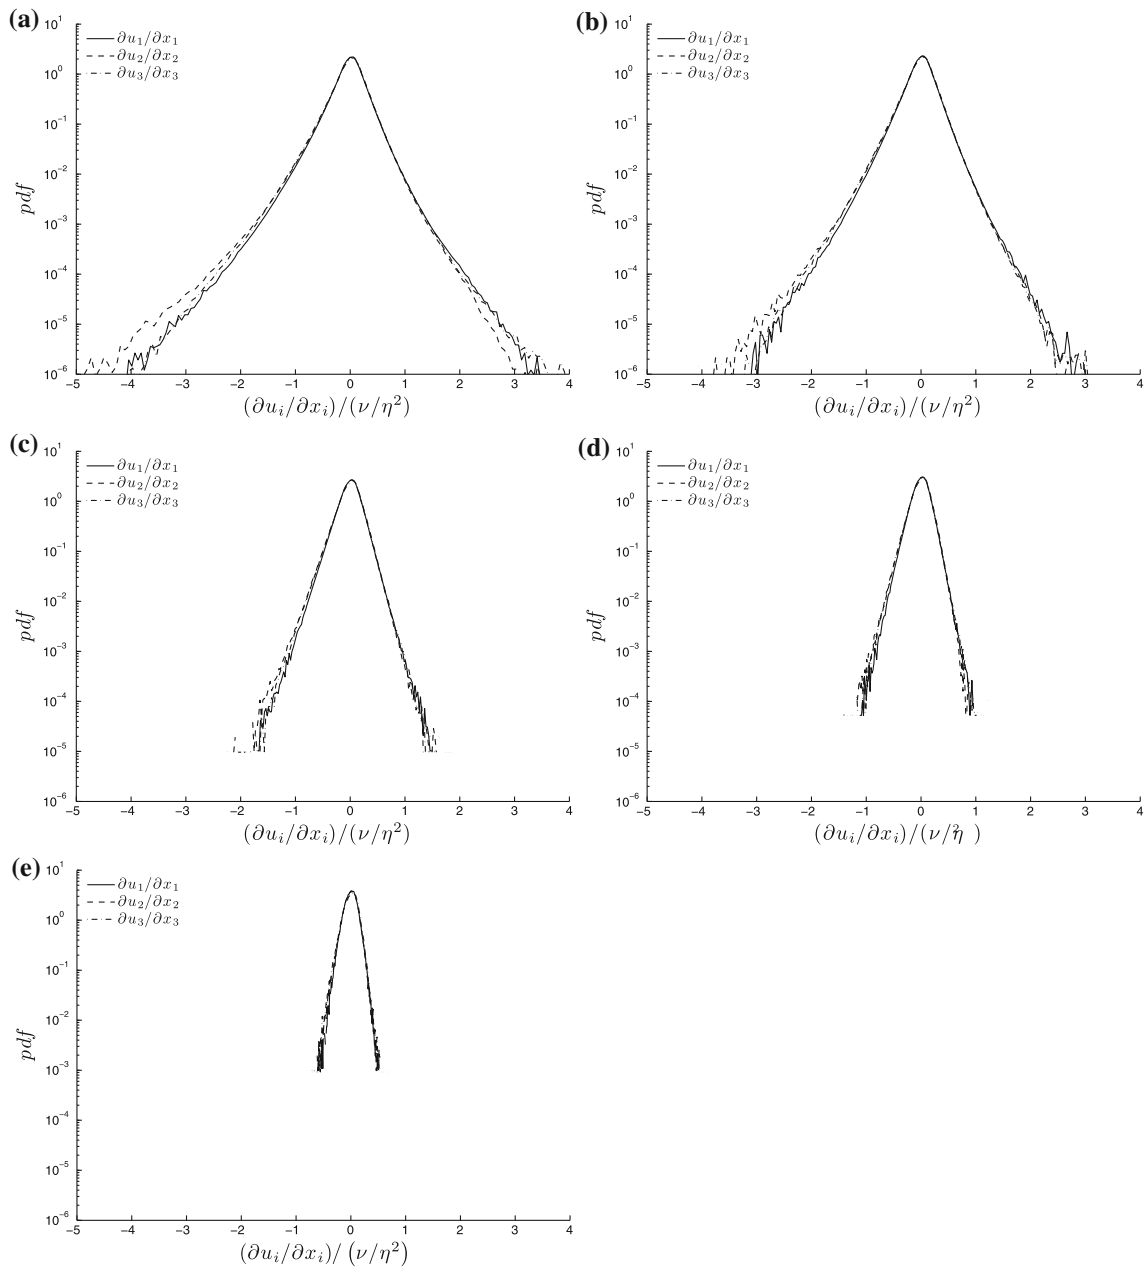 (a)
10¹
10⁰
10⁻¹
10⁻²
10⁻³
10⁻⁴
10⁻⁵
10⁻⁶
pdf
∂u₁/∂x₁
∂u₂/∂x₂
∂u₃/∂x₃
−5 −4 −3 −2 −1 0 1 2 3 4
(∂uᵢ/∂xᵢ)/(ν/η²)
(b)
10¹
10⁰
10⁻¹
10⁻²
10⁻³
10⁻⁴
10⁻⁵
10⁻⁶
pdf
∂u₁/∂x₁
∂u₂/∂x₂
∂u₃/∂x₃
−5 −4 −3 −2 −1 0 1 2 3 4
(∂uᵢ/∂xᵢ)/(ν/η²)
(c)
10¹
10⁰
10⁻¹
10⁻²
10⁻³
10⁻⁴
10⁻⁵
10⁻⁶
pdf
∂u₁/∂x₁
∂u₂/∂x₂
∂u₃/∂x₃
−5 −4 −3 −2 −1 0 1 2 3 4
(∂uᵢ/∂xᵢ)/(ν/η²)
(d)
10¹
10⁰
10⁻¹
10⁻²
10⁻³
10⁻⁴
10⁻⁵
10⁻⁶
pdf
∂u₁/∂x₁
∂u₂/∂x₂
∂u₃/∂x₃
−5 −4 −3 −2 −1 0 1 2 3 4
(∂uᵢ/∂xᵢ)/(ν/²η )
(e)
10¹
10⁰
10⁻¹
10⁻²
10⁻³
10⁻⁴
10⁻⁵
10⁻⁶
pdf
∂u₁/∂x₁
∂u₂/∂x₂
∂u₃/∂x₃
−5 −4 −3 −2 −1 0 1 2 3 4
(∂uᵢ/∂xᵢ)/ (ν/η²)